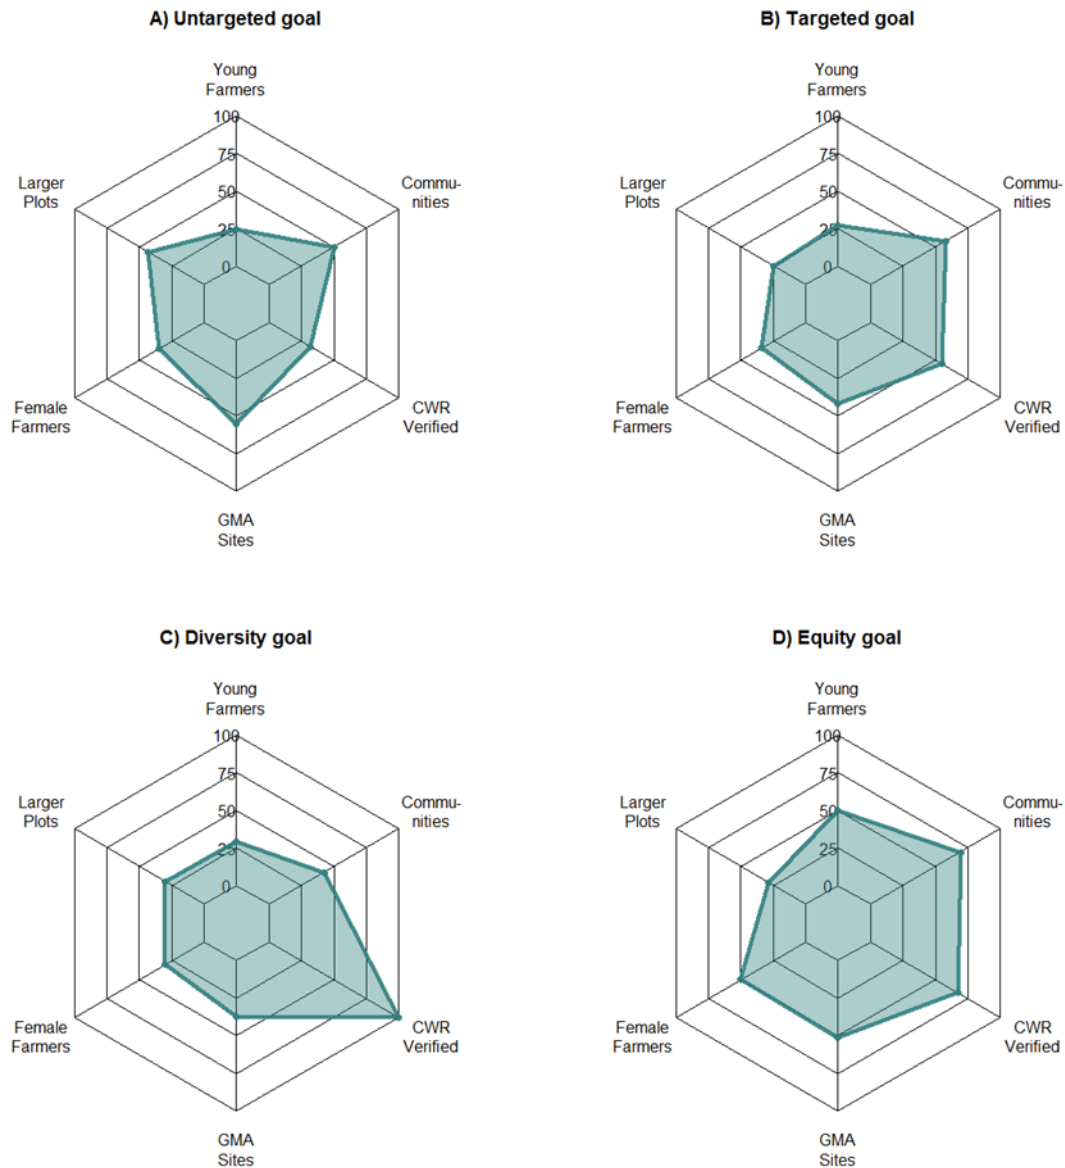 A) Untargeted goal
Young
Farmers
100
75
50
25
0
Larger
Plots
Commu-
nities
Female
Farmers
CWR
Verified
GMA
Sites
B) Targeted goal
Young
Farmers
100
75
50
25
0
Larger
Plots
Commu-
nities
Female
Farmers
CWR
Verified
GMA
Sites
C) Diversity goal
Young
Farmers
100
75
50
25
0
Larger
Plots
Commu-
nities
Female
Farmers
CWR
Verified
GMA
Sites
D) Equity goal
Young
Farmers
100
75
50
25
0
Larger
Plots
Commu-
nities
Female
Farmers
CWR
Verified
GMA
Sites